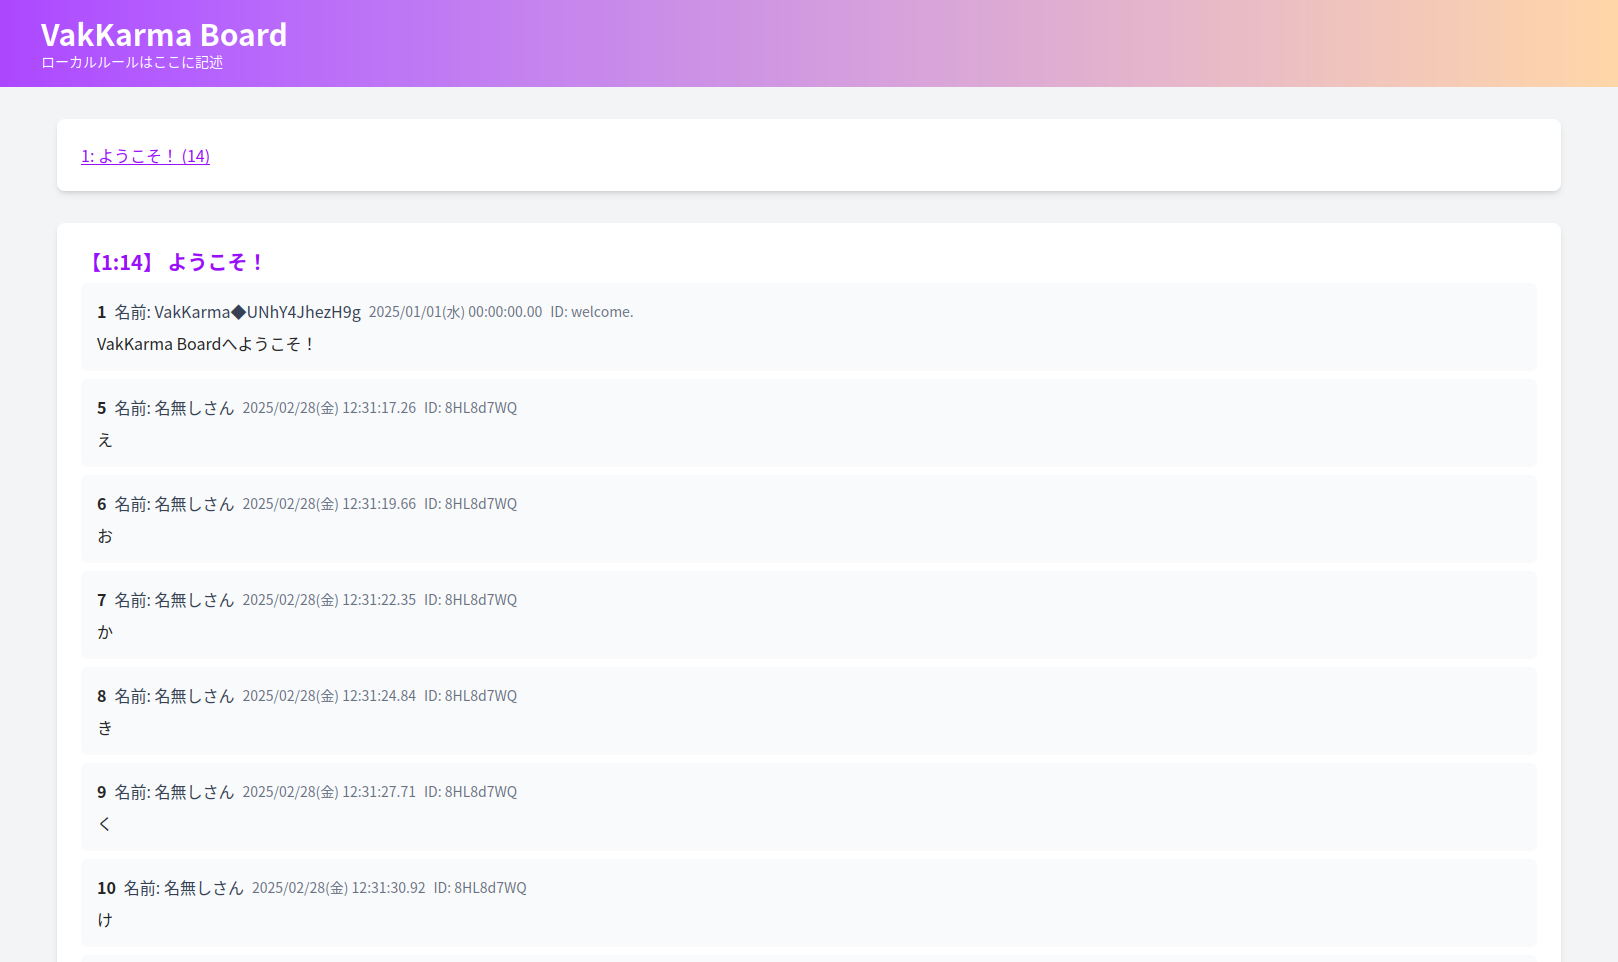 VakKarma Board
ローカルルールはここに記述
1: ようこそ！ (14)
【1:14】 ようこそ！
1 名前: VakKarma◆UNhY4JhezH9g 2025/01/01(水) 00:00:00.00 ID: welcome.
VakKarma Boardへようこそ！
5 名前: 名無しさん 2025/02/28(金) 12:31:17.26 ID: 8HL8d7WQ
え
6 名前: 名無しさん 2025/02/28(金) 12:31:19.66 ID: 8HL8d7WQ
お
7 名前: 名無しさん 2025/02/28(金) 12:31:22.35 ID: 8HL8d7WQ
か
8 名前: 名無しさん 2025/02/28(金) 12:31:24.84 ID: 8HL8d7WQ
き
9 名前: 名無しさん 2025/02/28(金) 12:31:27.71 ID: 8HL8d7WQ
く
10 名前: 名無しさん 2025/02/28(金) 12:31:30.92 ID: 8HL8d7WQ
け